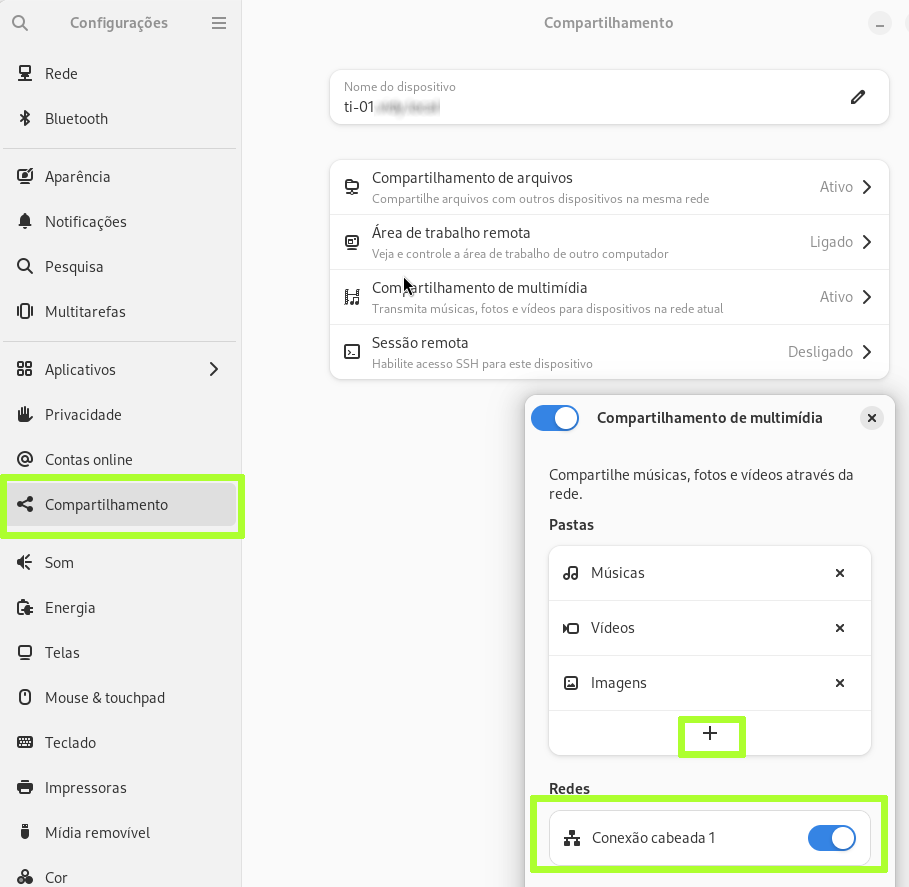 Configurações
Compartilhamento
Rede
Bluetooth
Aparência
Notificações
Pesquisa
Multitarefas
Aplicativos
Privacidade
Contas online
Compartilhamento
Som
Energia
Telas
Mouse & touchpad
Teclado
Impressoras
Mídia removível
Cor
Nome do dispositivo
ti-01
Compartilhamento de arquivos
Compartilhe arquivos com outros dispositivos na mesma rede
Ativo
Área de trabalho remota
Veja e controle a área de trabalho de outro computador
Ligado
Compartilhamento de multimídia
Transmita músicas, fotos e vídeos para dispositivos na rede atual
Ativo
Sessão remota
Habilite acesso SSH para este dispositivo
Desligado
Compartilhamento de multimídia
Compartilhe músicas, fotos e vídeos através da
rede.
Pastas
Músicas
Vídeos
Imagens
Redes
Conexão cabeada 1